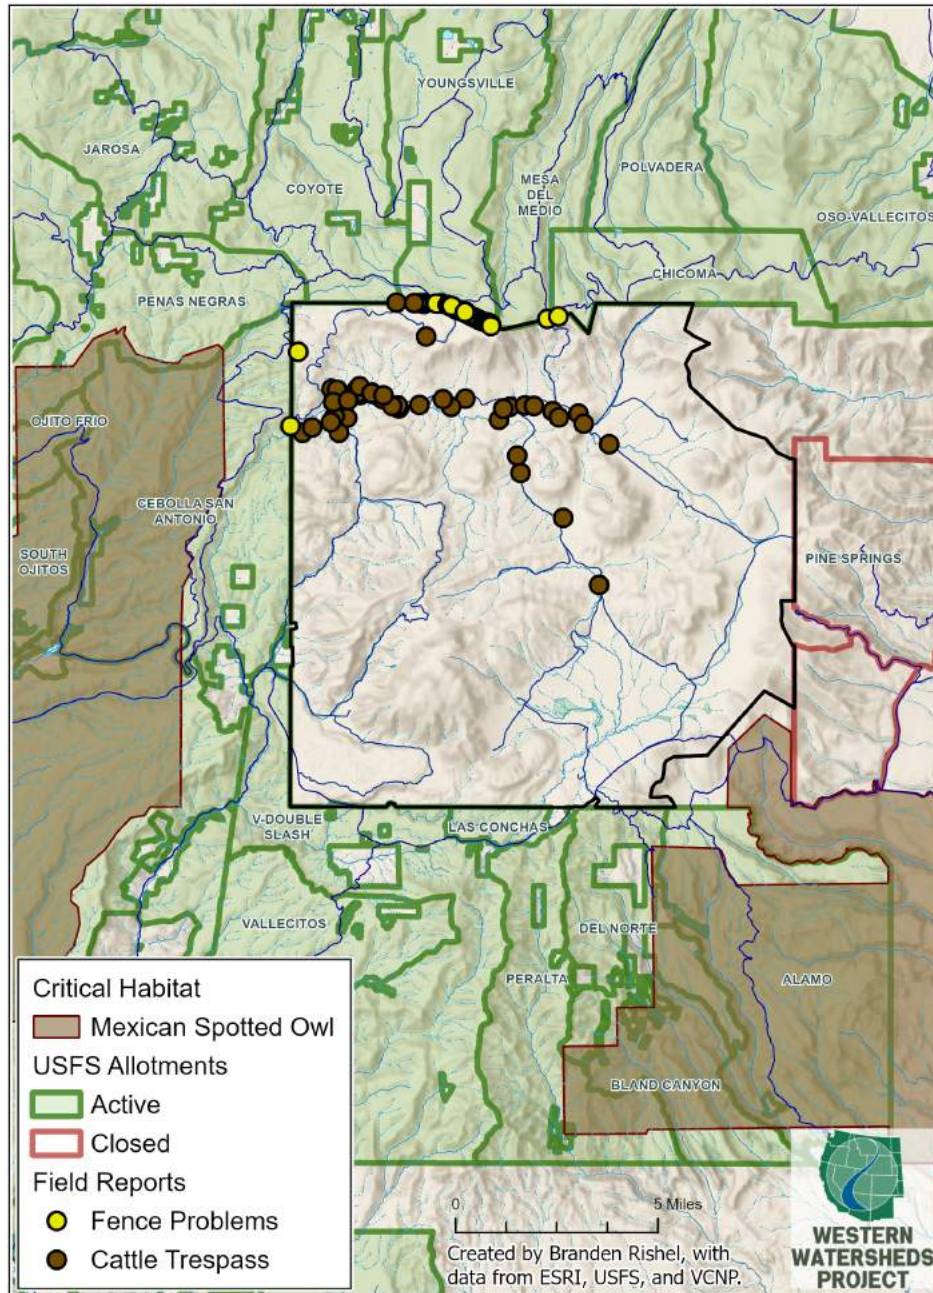 YOUNGSVILLE
JAROSA
COYOTE
MESA
DEL
MEDIO
POLVADERA
OSO-VALLECITOS
CHICOMA
PENAS NEGRAS
OJITO FRIO
CEBOLLA SAN
ANTONIO
SOUTH
OJITOS
PINE SPRINGS
V-DOUBLE
SLASH
LAS CONCHAS
VALLECITOS
DEL NORTE
PERALTA
ALAMO
BLAND CANYON
Critical Habitat
Mexican Spotted Owl
USFS Allotments
Active
Closed
Field Reports
Fence Problems
Cattle Trespass
0 5 Miles
Created by Branden Rishel, with
data from ESRI, USFS, and VCNP.
WESTERN
WATERSHEDS
PROJECT